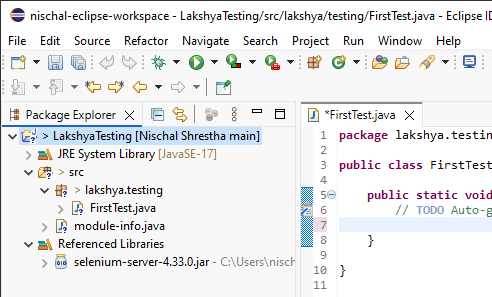 nischal-eclipse-workspace - LakshyaTesting/src/lakshya/testing/FirstTest.java - Eclipse ID
File Edit Source Refactor Navigate Search Project Run Window Help
Package Explorer
> LakshyaTesting [Nischal Shrestha main]
JRE System Library [JavaSE-17]
> src
> lakshya.testing
FirstTest.java
module-info.java
Referenced Libraries
selenium-server-4.33.0.jar - C:\Users\nisch
*FirstTest.java
1 package lakshya.testin
2
3 public class FirstTest
4
5 public static void
6 // TODO Auto-g
7
8 }
9
10 }
11